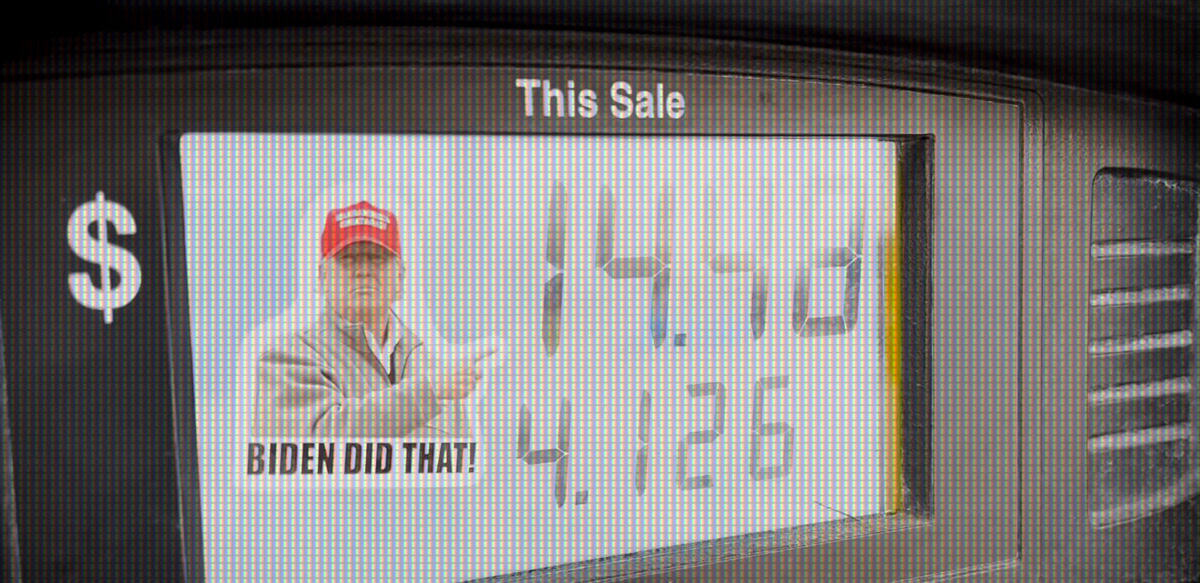 This Sale
$
BIDEN DID THAT!
4.126